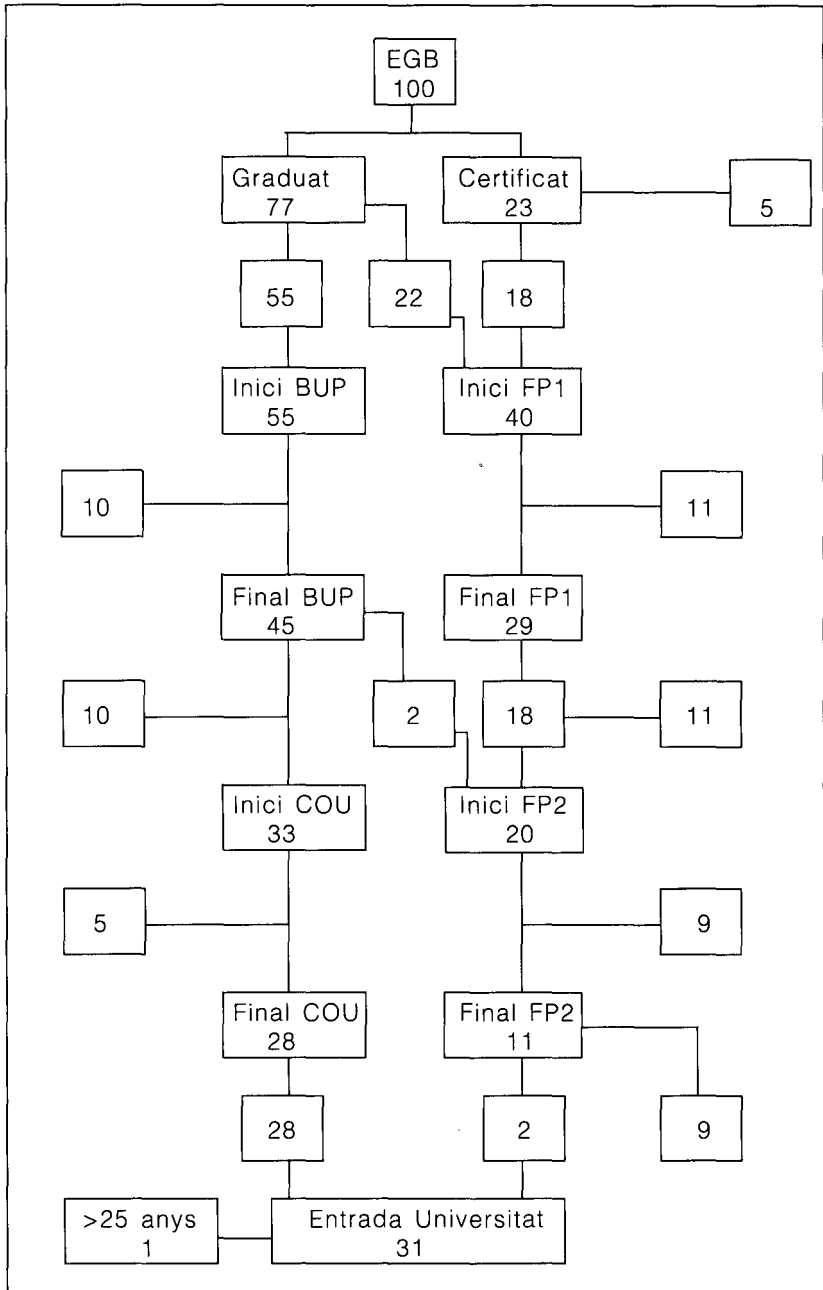 EGB
100
Graduat
77
Certificat
23
5
55
22
18
Inici BUP
55
Inici FP1
40
10
11
Final BUP
45
Final FP1
29
10
2
18
11
Inici COU
33
Inici FP2
20
5
9
Final COU
28
Final FP2
11
28
2
9
>25 anys
1
Entrada Universitat
31